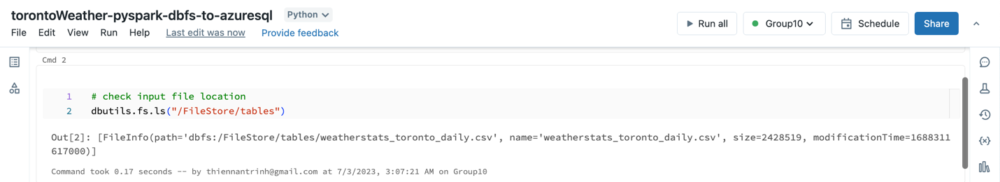 torontoWeather-pyspark-dbfs-to-azuresql Python
File Edit View Run Help Last edit was now Provide feedback
Run all Group10 Schedule Share
Cmd 2
1 # check input file location
2 dbutils.fs.ls("/FileStore/tables")
Out[2]: [FileInfo(path='dbfs:/FileStore/tables/weatherstats_toronto_daily.csv', name='weatherstats_toronto_daily.csv', size=2428519, modificationTime=1688311
617000)]
Command took 0.17 seconds -- by thiennantrinh@gmail.com at 7/3/2023, 3:07:21 AM on Group10